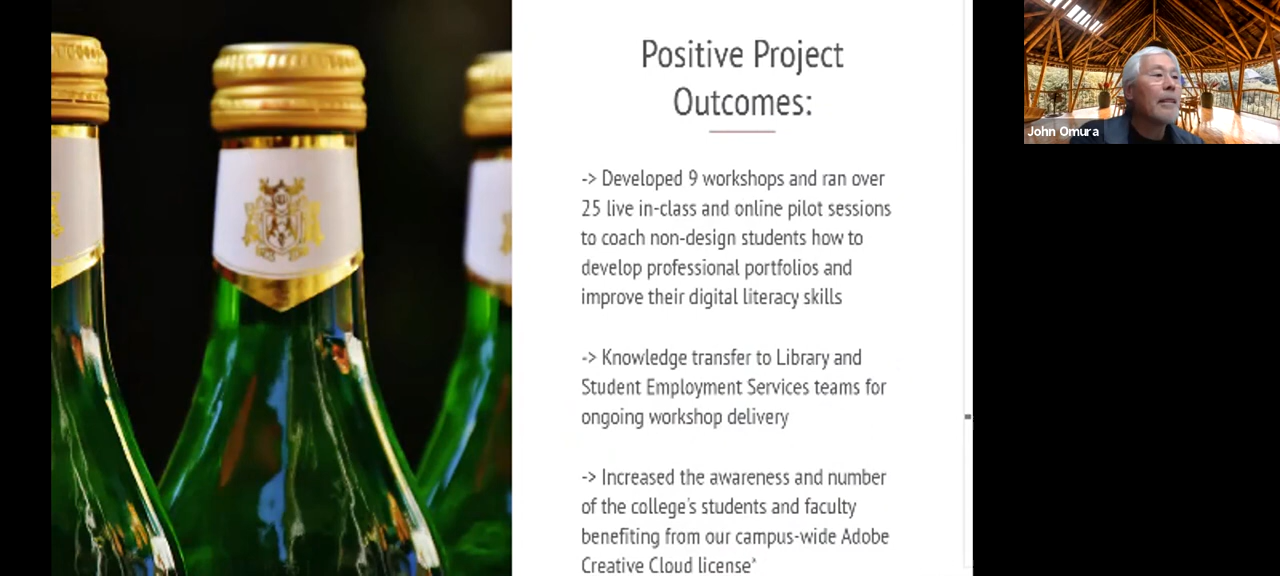 Positive Project
Outcomes:
-> Developed 9 workshops and ran over
25 live in-class and online pilot sessions
to coach non-design students how to
develop professional portfolios and
improve their digital literacy skills
-> Knowledge transfer to Library and
Student Employment Services teams for
ongoing workshop delivery
-> Increased the awareness and number
of the college's students and faculty
benefiting from our campus-wide Adobe
Creative Cloud license*
John Omura